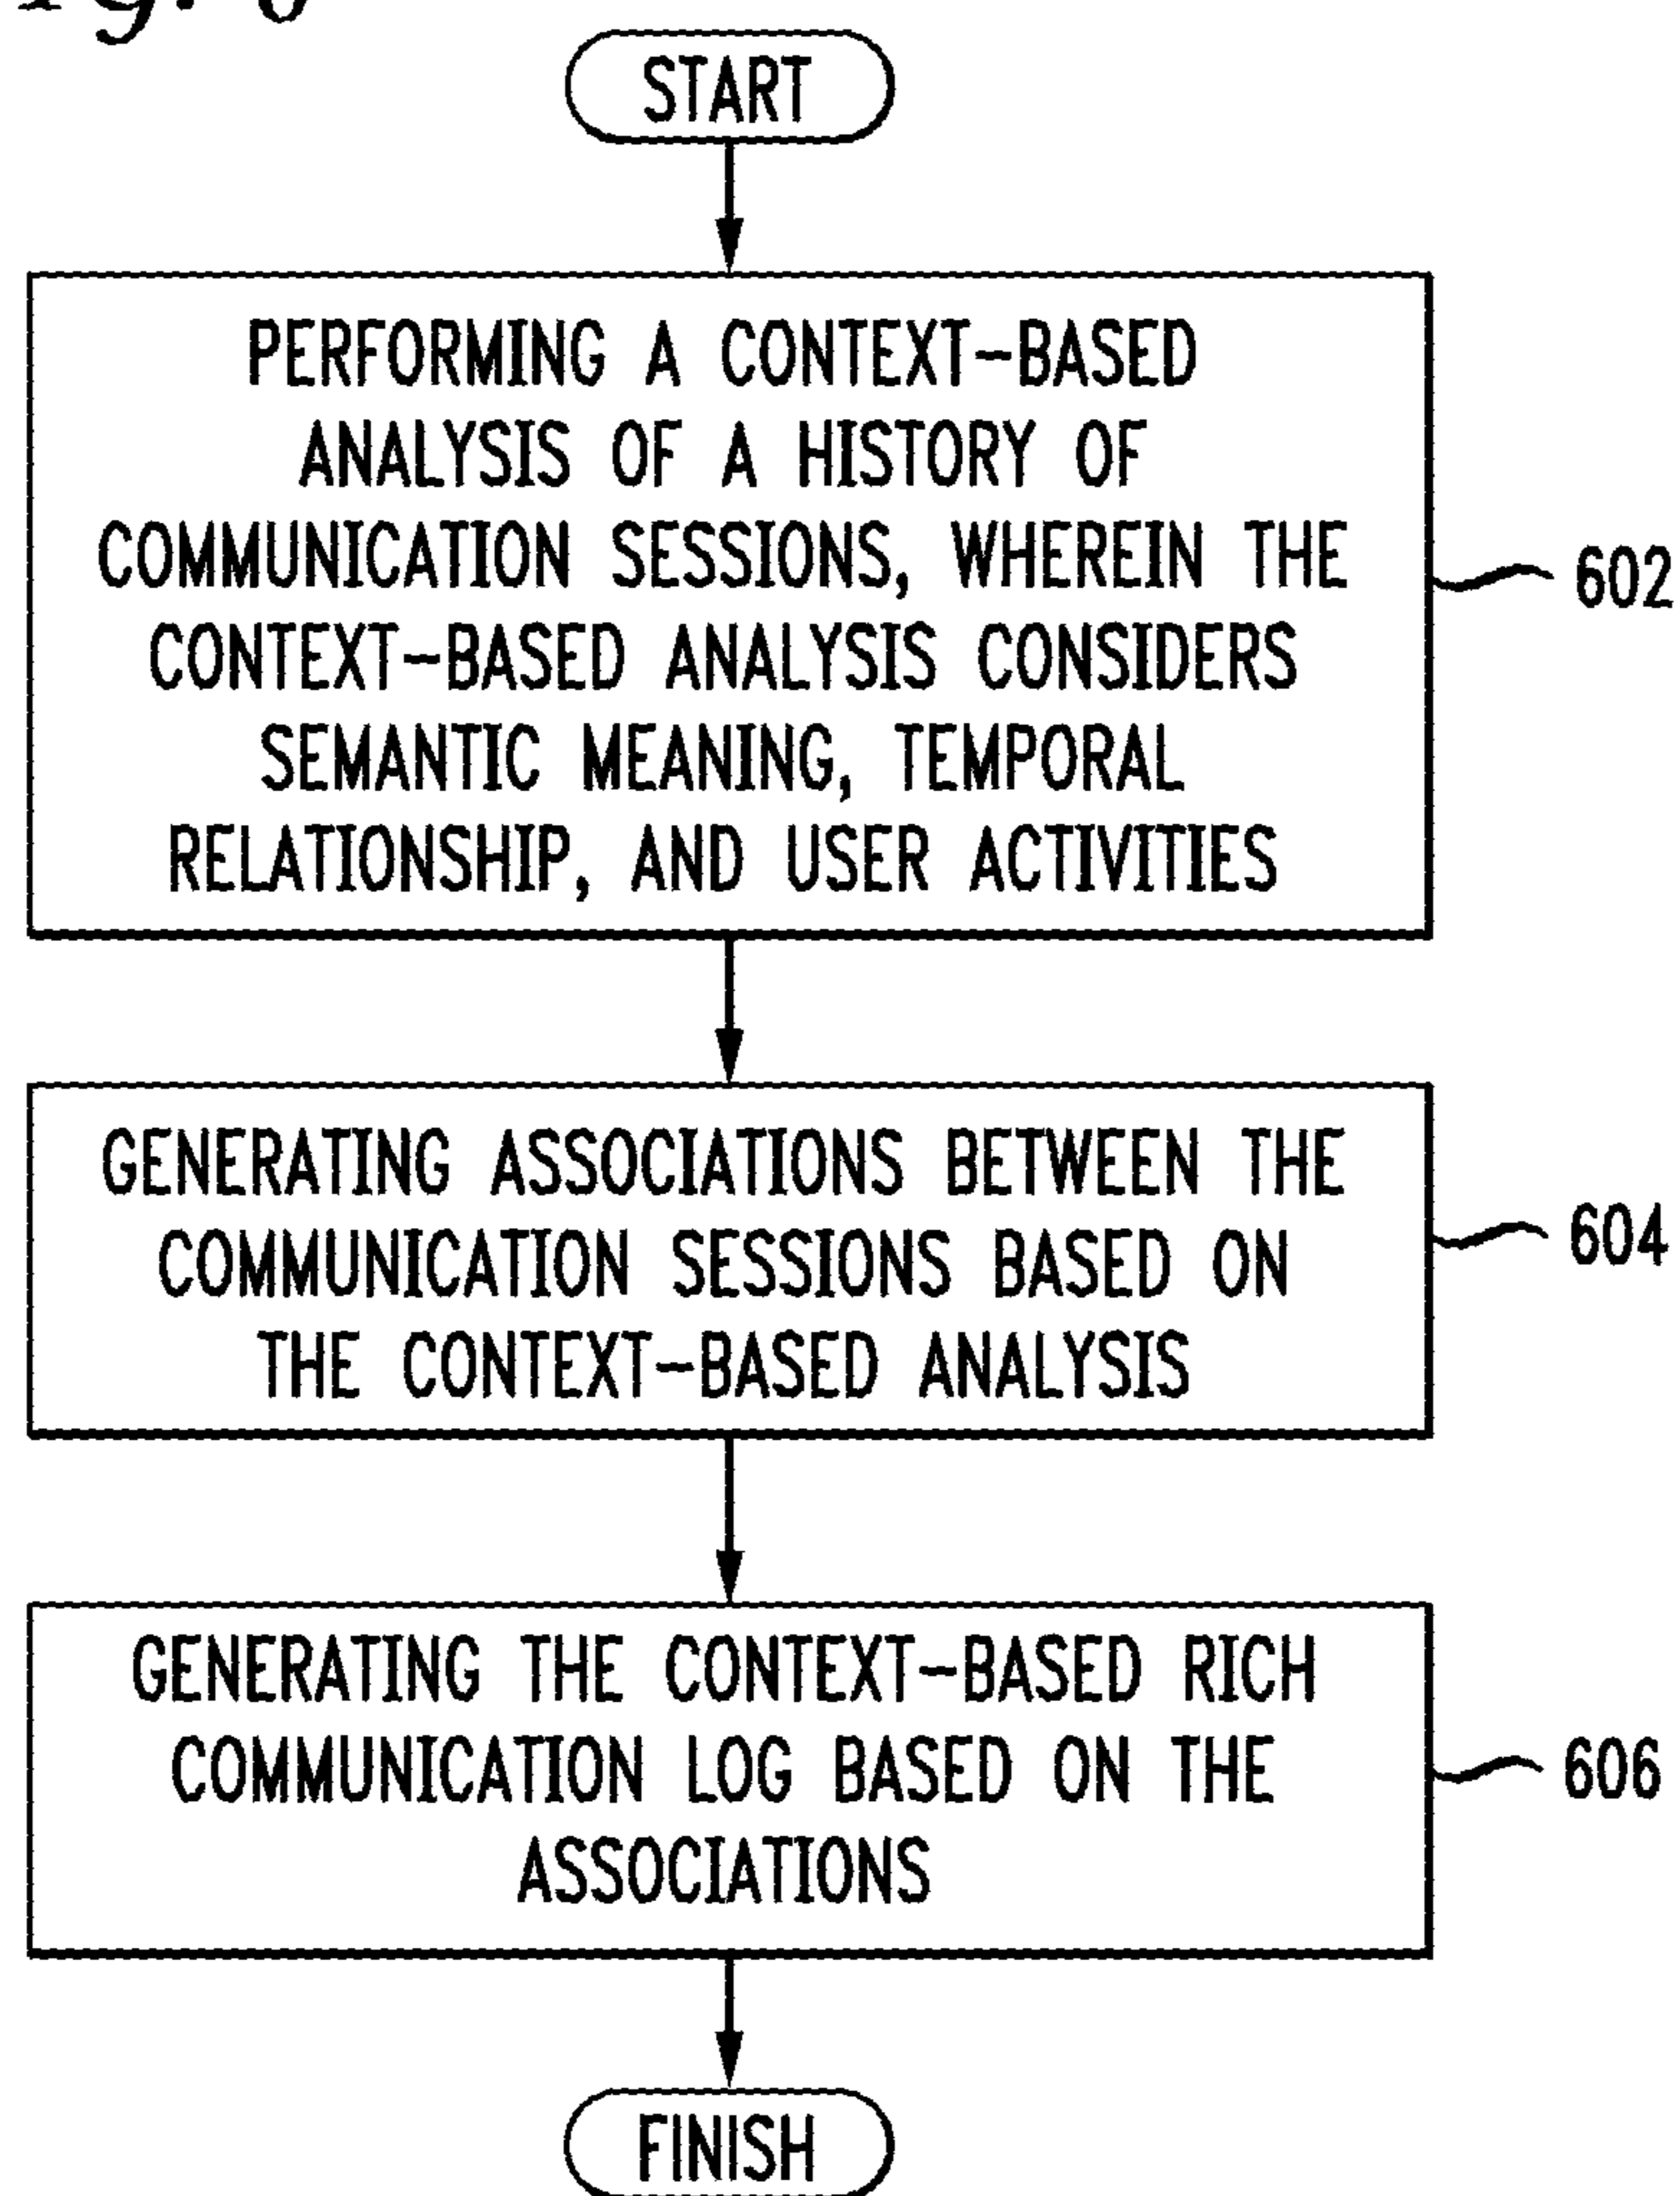 START
PERFORMING A CONTEXT-BASED
ANALYSIS OF A HISTORY OF
COMMUNICATION SESSIONS, WHEREIN THE
CONTEXT-BASED ANALYSIS CONSIDERS
SEMANTIC MEANING, TEMPORAL
RELATIONSHIP, AND USER ACTIVITIES
602
GENERATING ASSOCIATIONS BETWEEN THE
COMMUNICATION SESSIONS BASED ON
THE CONTEXT-BASED ANALYSIS
604
GENERATING THE CONTEXT-BASED RICH
COMMUNICATION LOG BASED ON THE
ASSOCIATIONS
606
FINISH